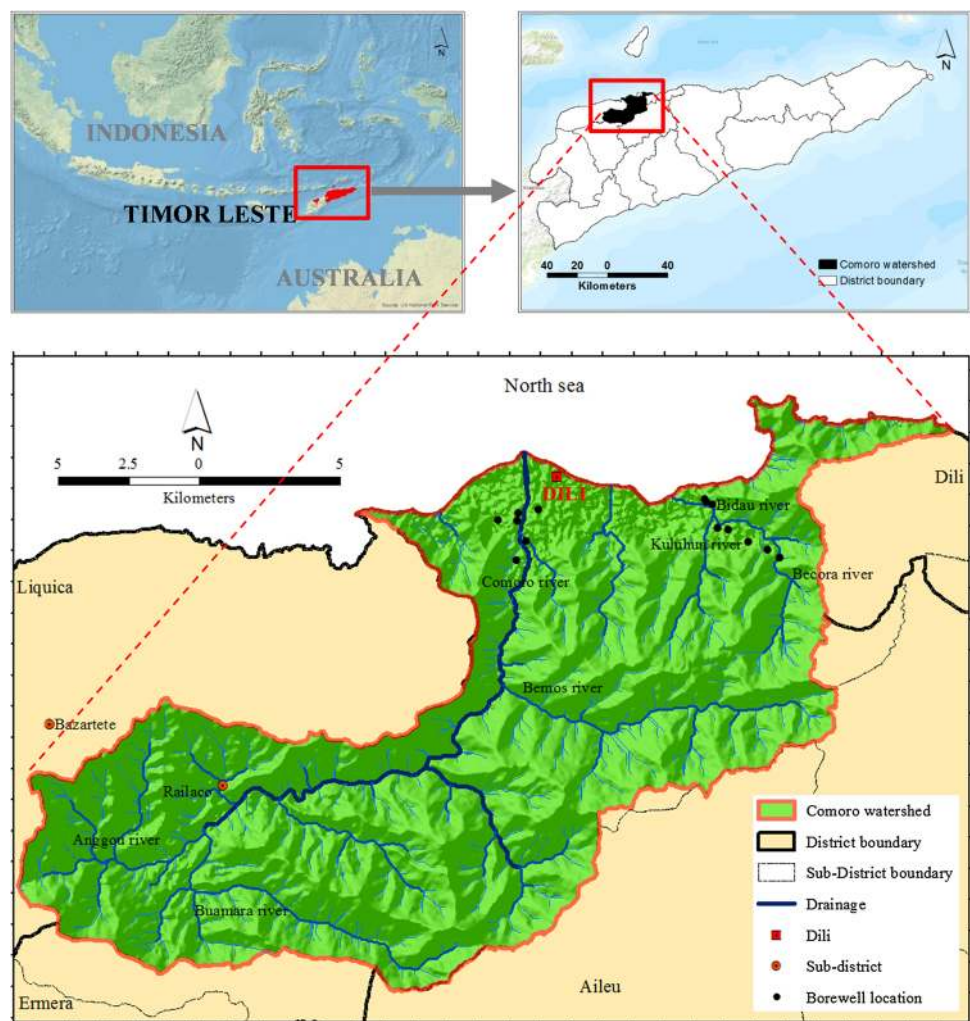 N
INDONESIA
TIMOR LESTE
AUSTRALIA
N
40 20 0 40
Kilometers
Comoro watershed
District boundary
North sea
N
5 2.5 0 5
Kilometers
Dili
DILI
Bidau river
Kuluhun river
Comoro river
Becora river
Liquica
Bemos river
Bazartete
Railaco
Anggou river
Buamara river
Ermera
Aileu
Comoro watershed
District boundary
Sub-District boundary
Drainage
Dili
Sub-district
Borewell location